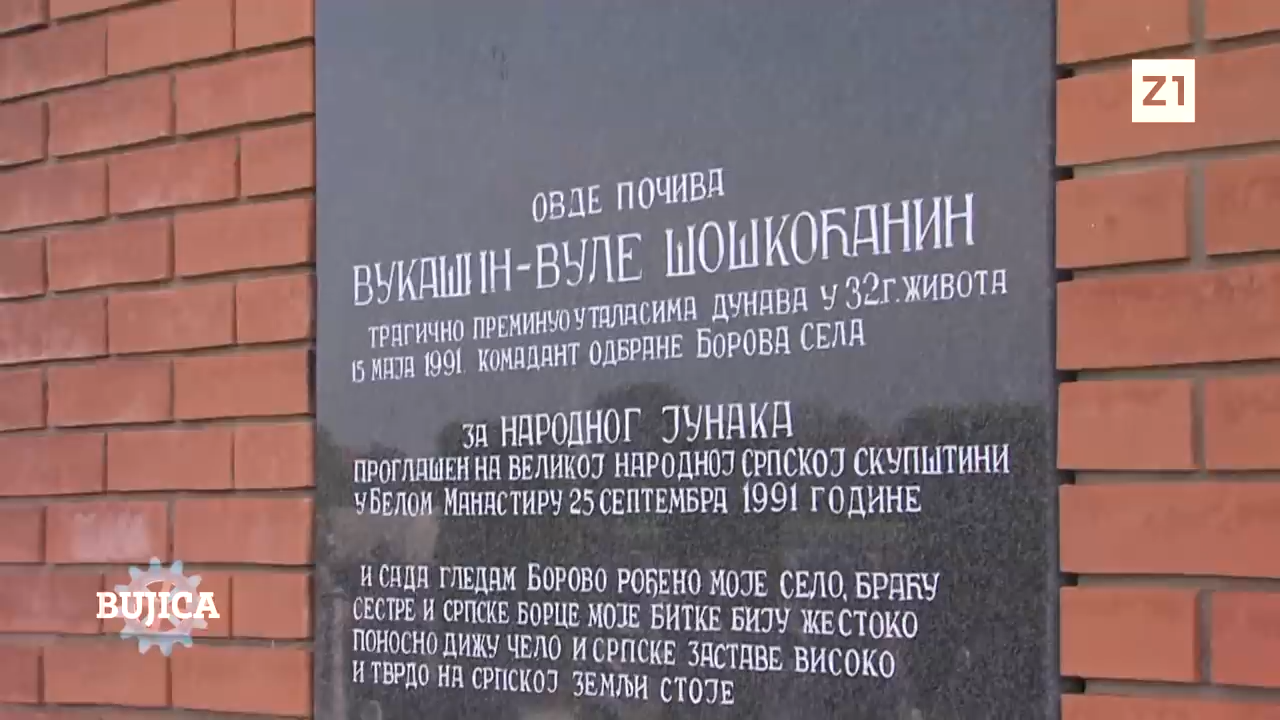 Z1
ОВДЕ ПОЧИВА
ВУКАШИН-ВУЛЕ ШОШКОЋАНИН
ТРАГИЧНО ПРЕМИНУО У ТАЛАСИМА ДУНАВА У 32.Г. ЖИВОТА
15 МАЈА 1991. КОМАДАНТ ОДБРАНЕ БОРОВА СЕЛА
ЗА НАРОДНОГ ЈУНАКА
ПРОГЛАШЕН НА ВЕЛИКОЈ НАРОДНОЈ СРПСКОЈ СКУПШТИНИ
У БЕЛОМ МАНАСТИРУ 25 СЕПТЕМБРА 1991 ГОДИНЕ
И САДА ГЛЕДАМ БОРОВО РОЂЕНО МОЈЕ СЕЛО, БРАЋУ
СЕСТРЕ И СРПСКЕ БОРЦЕ МОЈЕ БИТКЕ БИЈУ ЖЕСТОКО
ПОНОСНО ДИЖУ ЧЕЛО И СРПСКЕ ЗАСТАВЕ ВИСОКО
И ТВРДО НА СРПСКОЈ ЗЕМЉИ СТОЈЕ
BUJICA